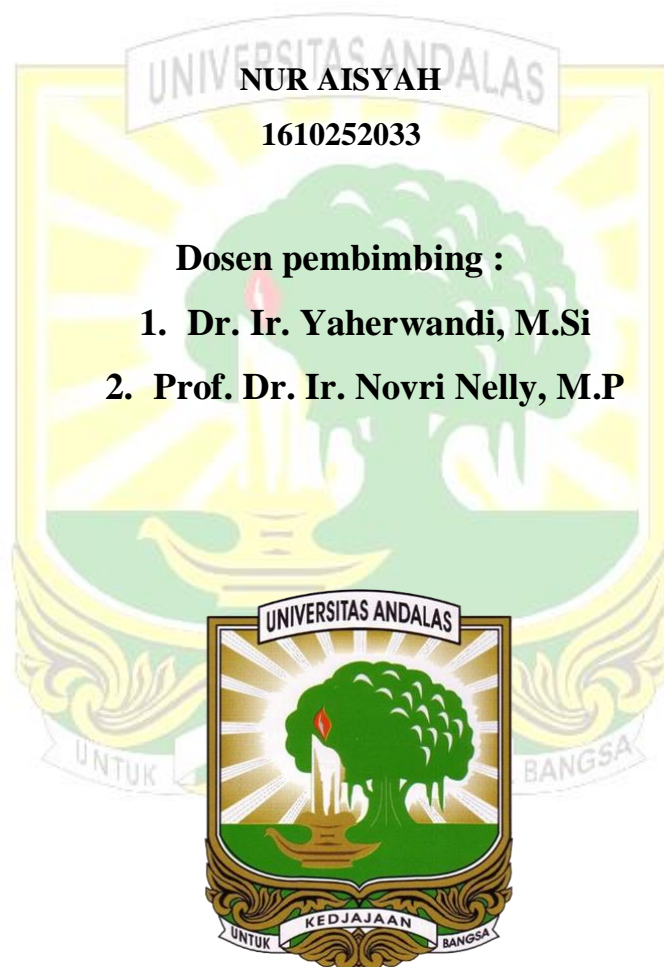 UNIVERSITAS ANDALAS
NUR AISYAH
1610252033
Dosen pembimbing :
1. Dr. Ir. Yaherwandi, M.Si
2. Prof. Dr. Ir. Novri Nelly, M.P
UNIVERSITAS ANDALAS
UNTUK BANGSA
UNTUK KEDJAJAAN BANGSA